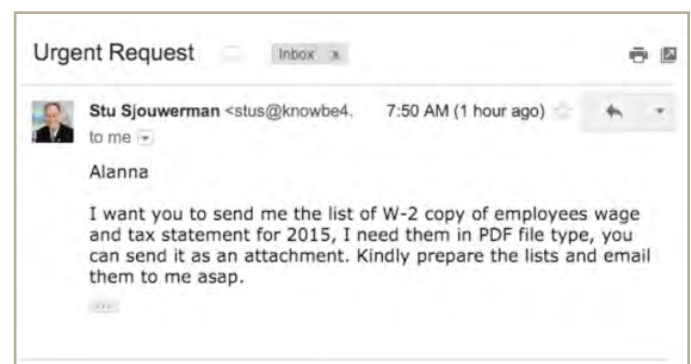 Urgent Request Inbox x
Stu Sjouwerman <stus@knowbe4. 7:50 AM (1 hour ago)
to me
Alanna
I want you to send me the list of W-2 copy of employees wage
and tax statement for 2015, I need them in PDF file type, you
can send it as an attachment. Kindly prepare the lists and email
them to me asap.